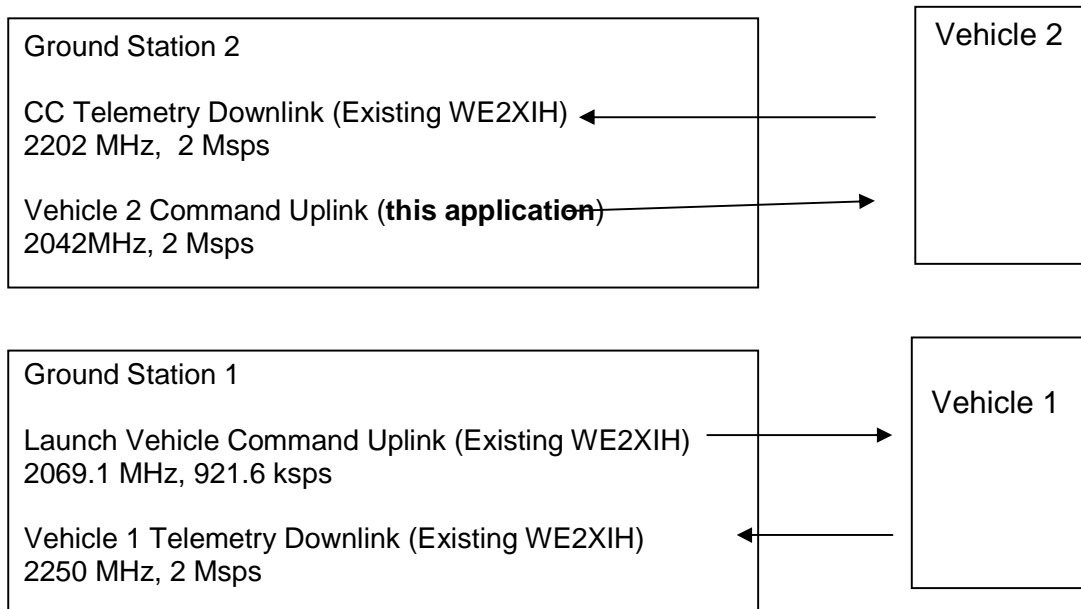 Ground Station 2
CC Telemetry Downlink (Existing WE2XIH)
2202 MHz, 2 Msps
Vehicle 2 Command Uplink (this application)
2042MHz, 2 Msps
Vehicle 2
Ground Station 1
Launch Vehicle Command Uplink (Existing WE2XIH)
2069.1 MHz, 921.6 ksps
Vehicle 1 Telemetry Downlink (Existing WE2XIH)
2250 MHz, 2 Msps
Vehicle 1